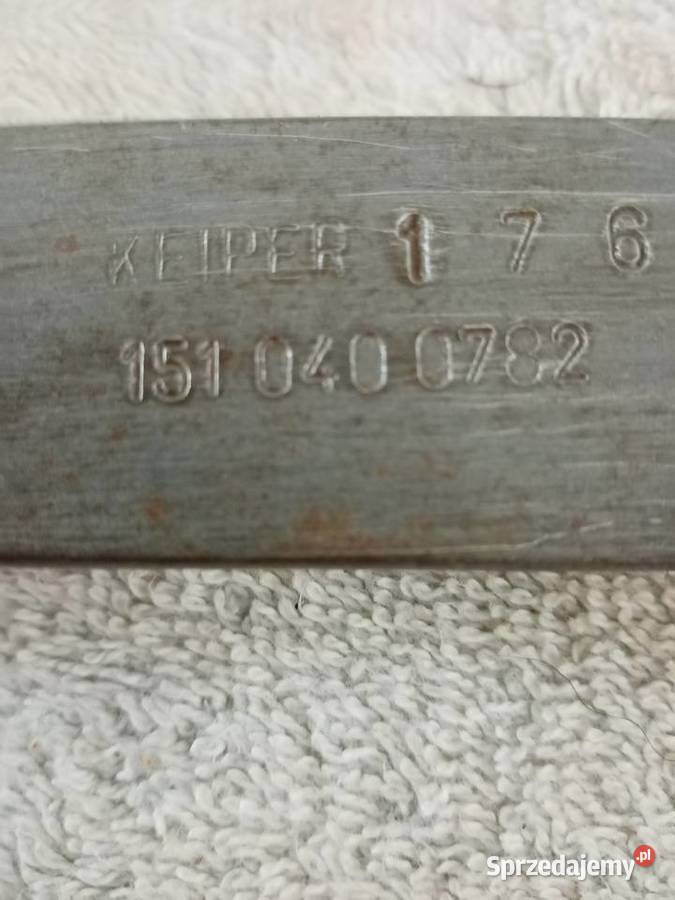 KEIPER 1 7 6
151 040 0782
Sprzedajemy.pl